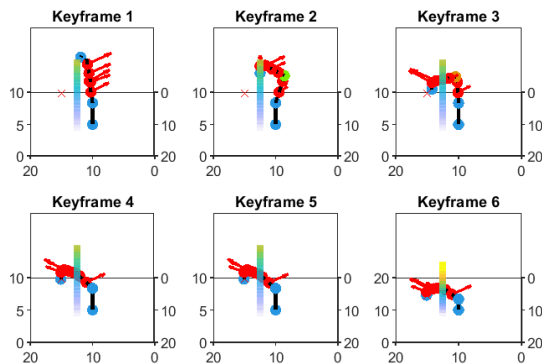 Keyframe 1 Keyframe 2 Keyframe 3
10 0 10 0 10 0
5 10 5 10 5 10
0 20 0 20 0 20
20 10 0 20 10 0 20 10 0
Keyframe 4 Keyframe 5 Keyframe 6
10 0 10 0 20 0
5 10 5 10 10 10
0 20 0 20 0 20
20 10 0 20 10 0 20 10 0